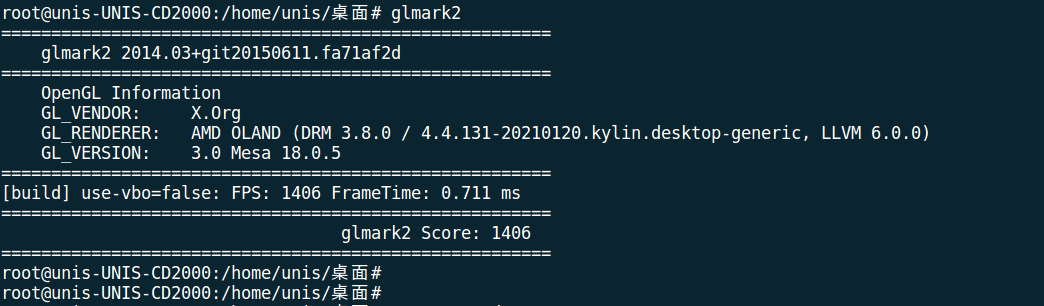 root@unis-UNIS-CD2000:/home/unis/桌面# glmark2
=======================================================
    glmark2 2014.03+git20150611.fa71af2d
=======================================================
    OpenGL Information
    GL_VENDOR:     X.Org
    GL_RENDERER:   AMD OLAND (DRM 3.8.0 / 4.4.131-20210120.kylin.desktop-generic, LLVM 6.0.0)
    GL_VERSION:    3.0 Mesa 18.0.5
=======================================================
[build] use-vbo=false: FPS: 1406 FrameTime: 0.711 ms
=======================================================
                                  glmark2 Score: 1406
=======================================================
root@unis-UNIS-CD2000:/home/unis/桌面#
root@unis-UNIS-CD2000:/home/unis/桌面#